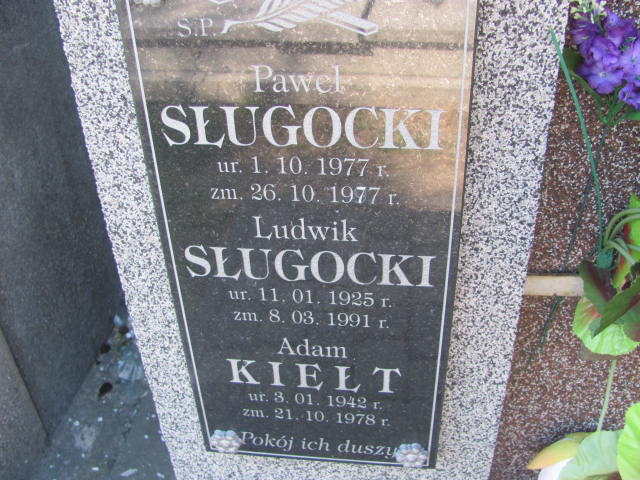 Ś.P.
Paweł
SŁUGOCKI
ur. 1. 10. 1977 r.
zm. 26. 10. 1977 r.
Ludwik
SŁUGOCKI
ur. 11. 01. 1925 r.
zm. 8. 03. 1991 r.
Adam
KIEŁT
ur. 3. 01. 1942 r.
zm. 21. 10. 1978 r.
Pokój ich duszy